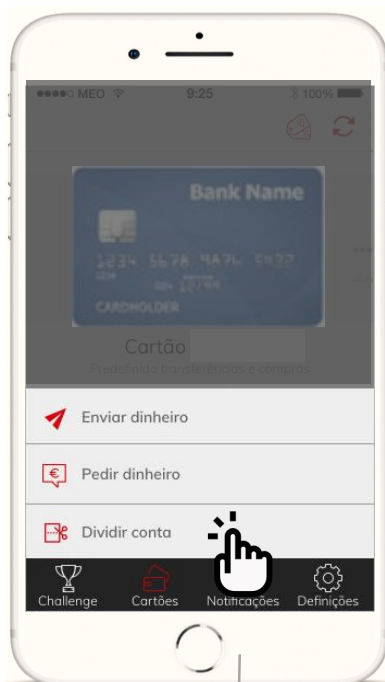 MEO 9:25 100%
Bank Name
1234 5678 9876 5432
1234
CARDHOLDER
Cartão
Predefinido transferências e compras
Enviar dinheiro
€
Pedir dinheiro
Dividir conta
Challenge Cartões Notificações Definições